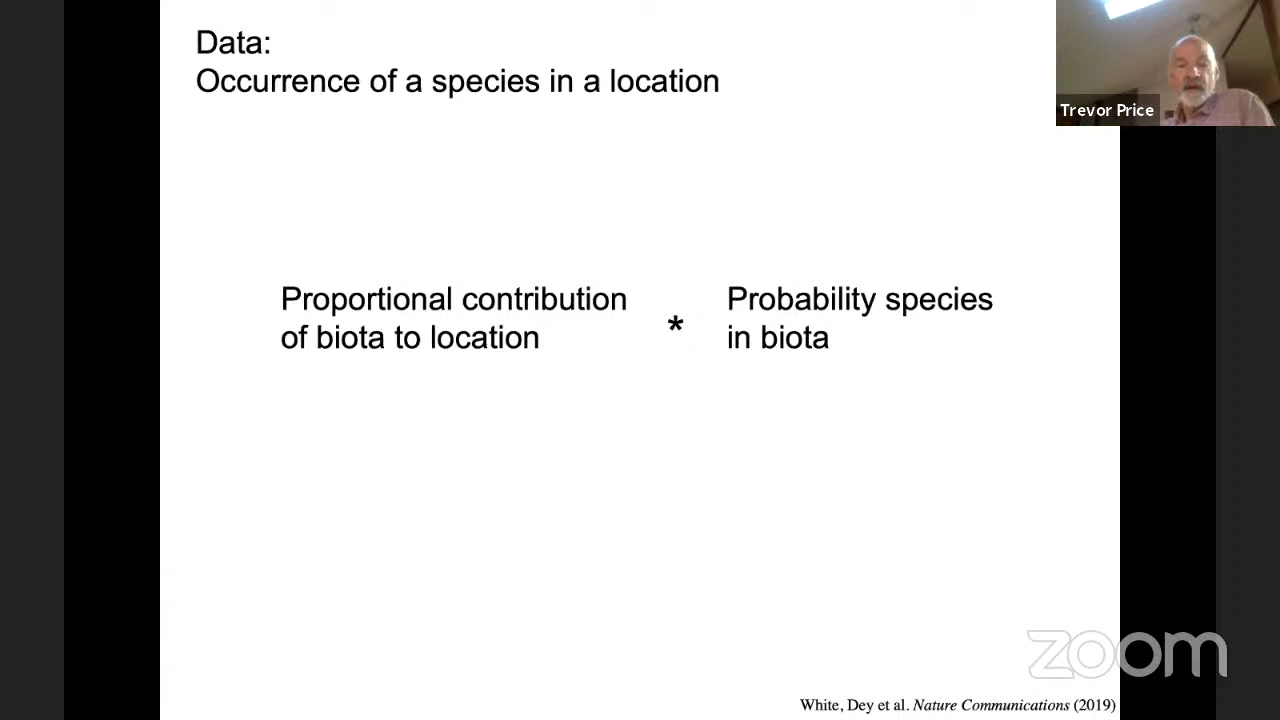 Data:
Occurrence of a species in a location
Trevor Price
Proportional contribution
of biota to location
*
Probability species
in biota
zoom
White, Dey et al. Nature Communications (2019)